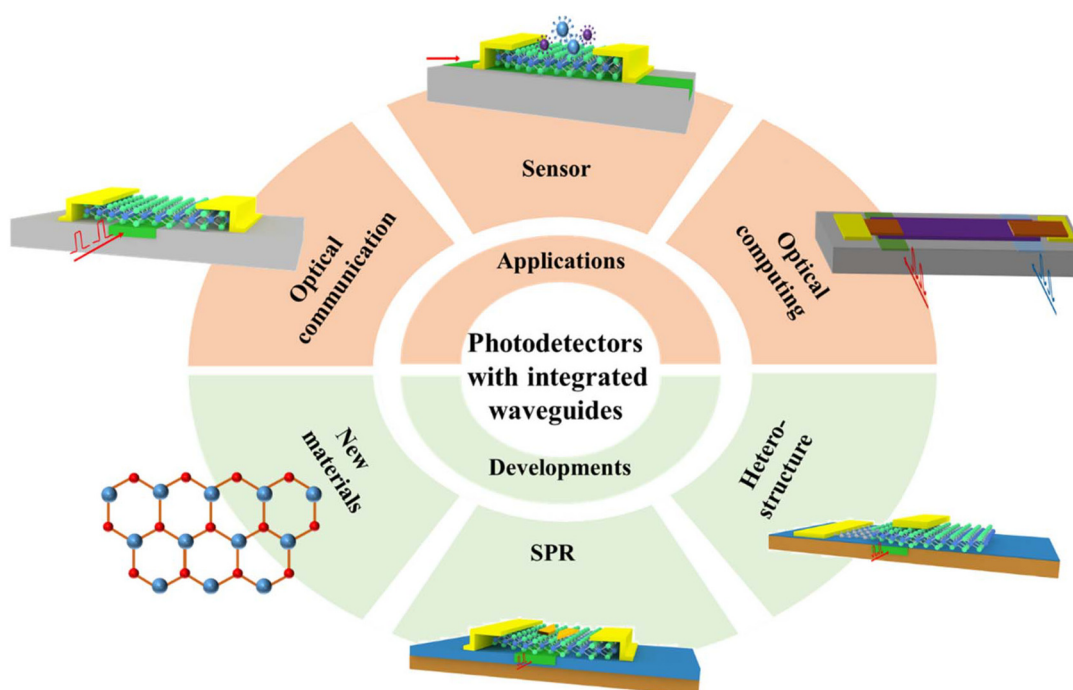 Sensor
Optical
communication
Optical
computing
Applications
Photodetectors
with integrated
waveguides
Developments
New
materials
SPR
Hetero-
structure